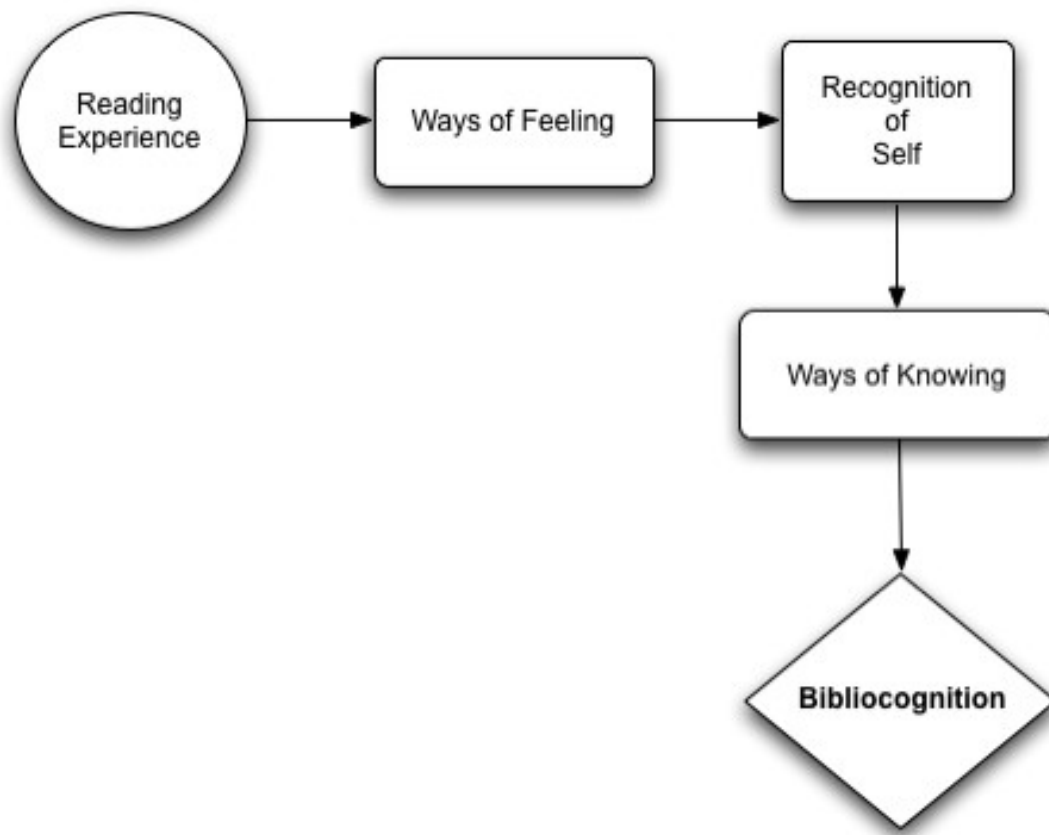 Reading
Experience
Ways of Feeling
Recognition
of
Self
Ways of Knowing
Bibliocognition